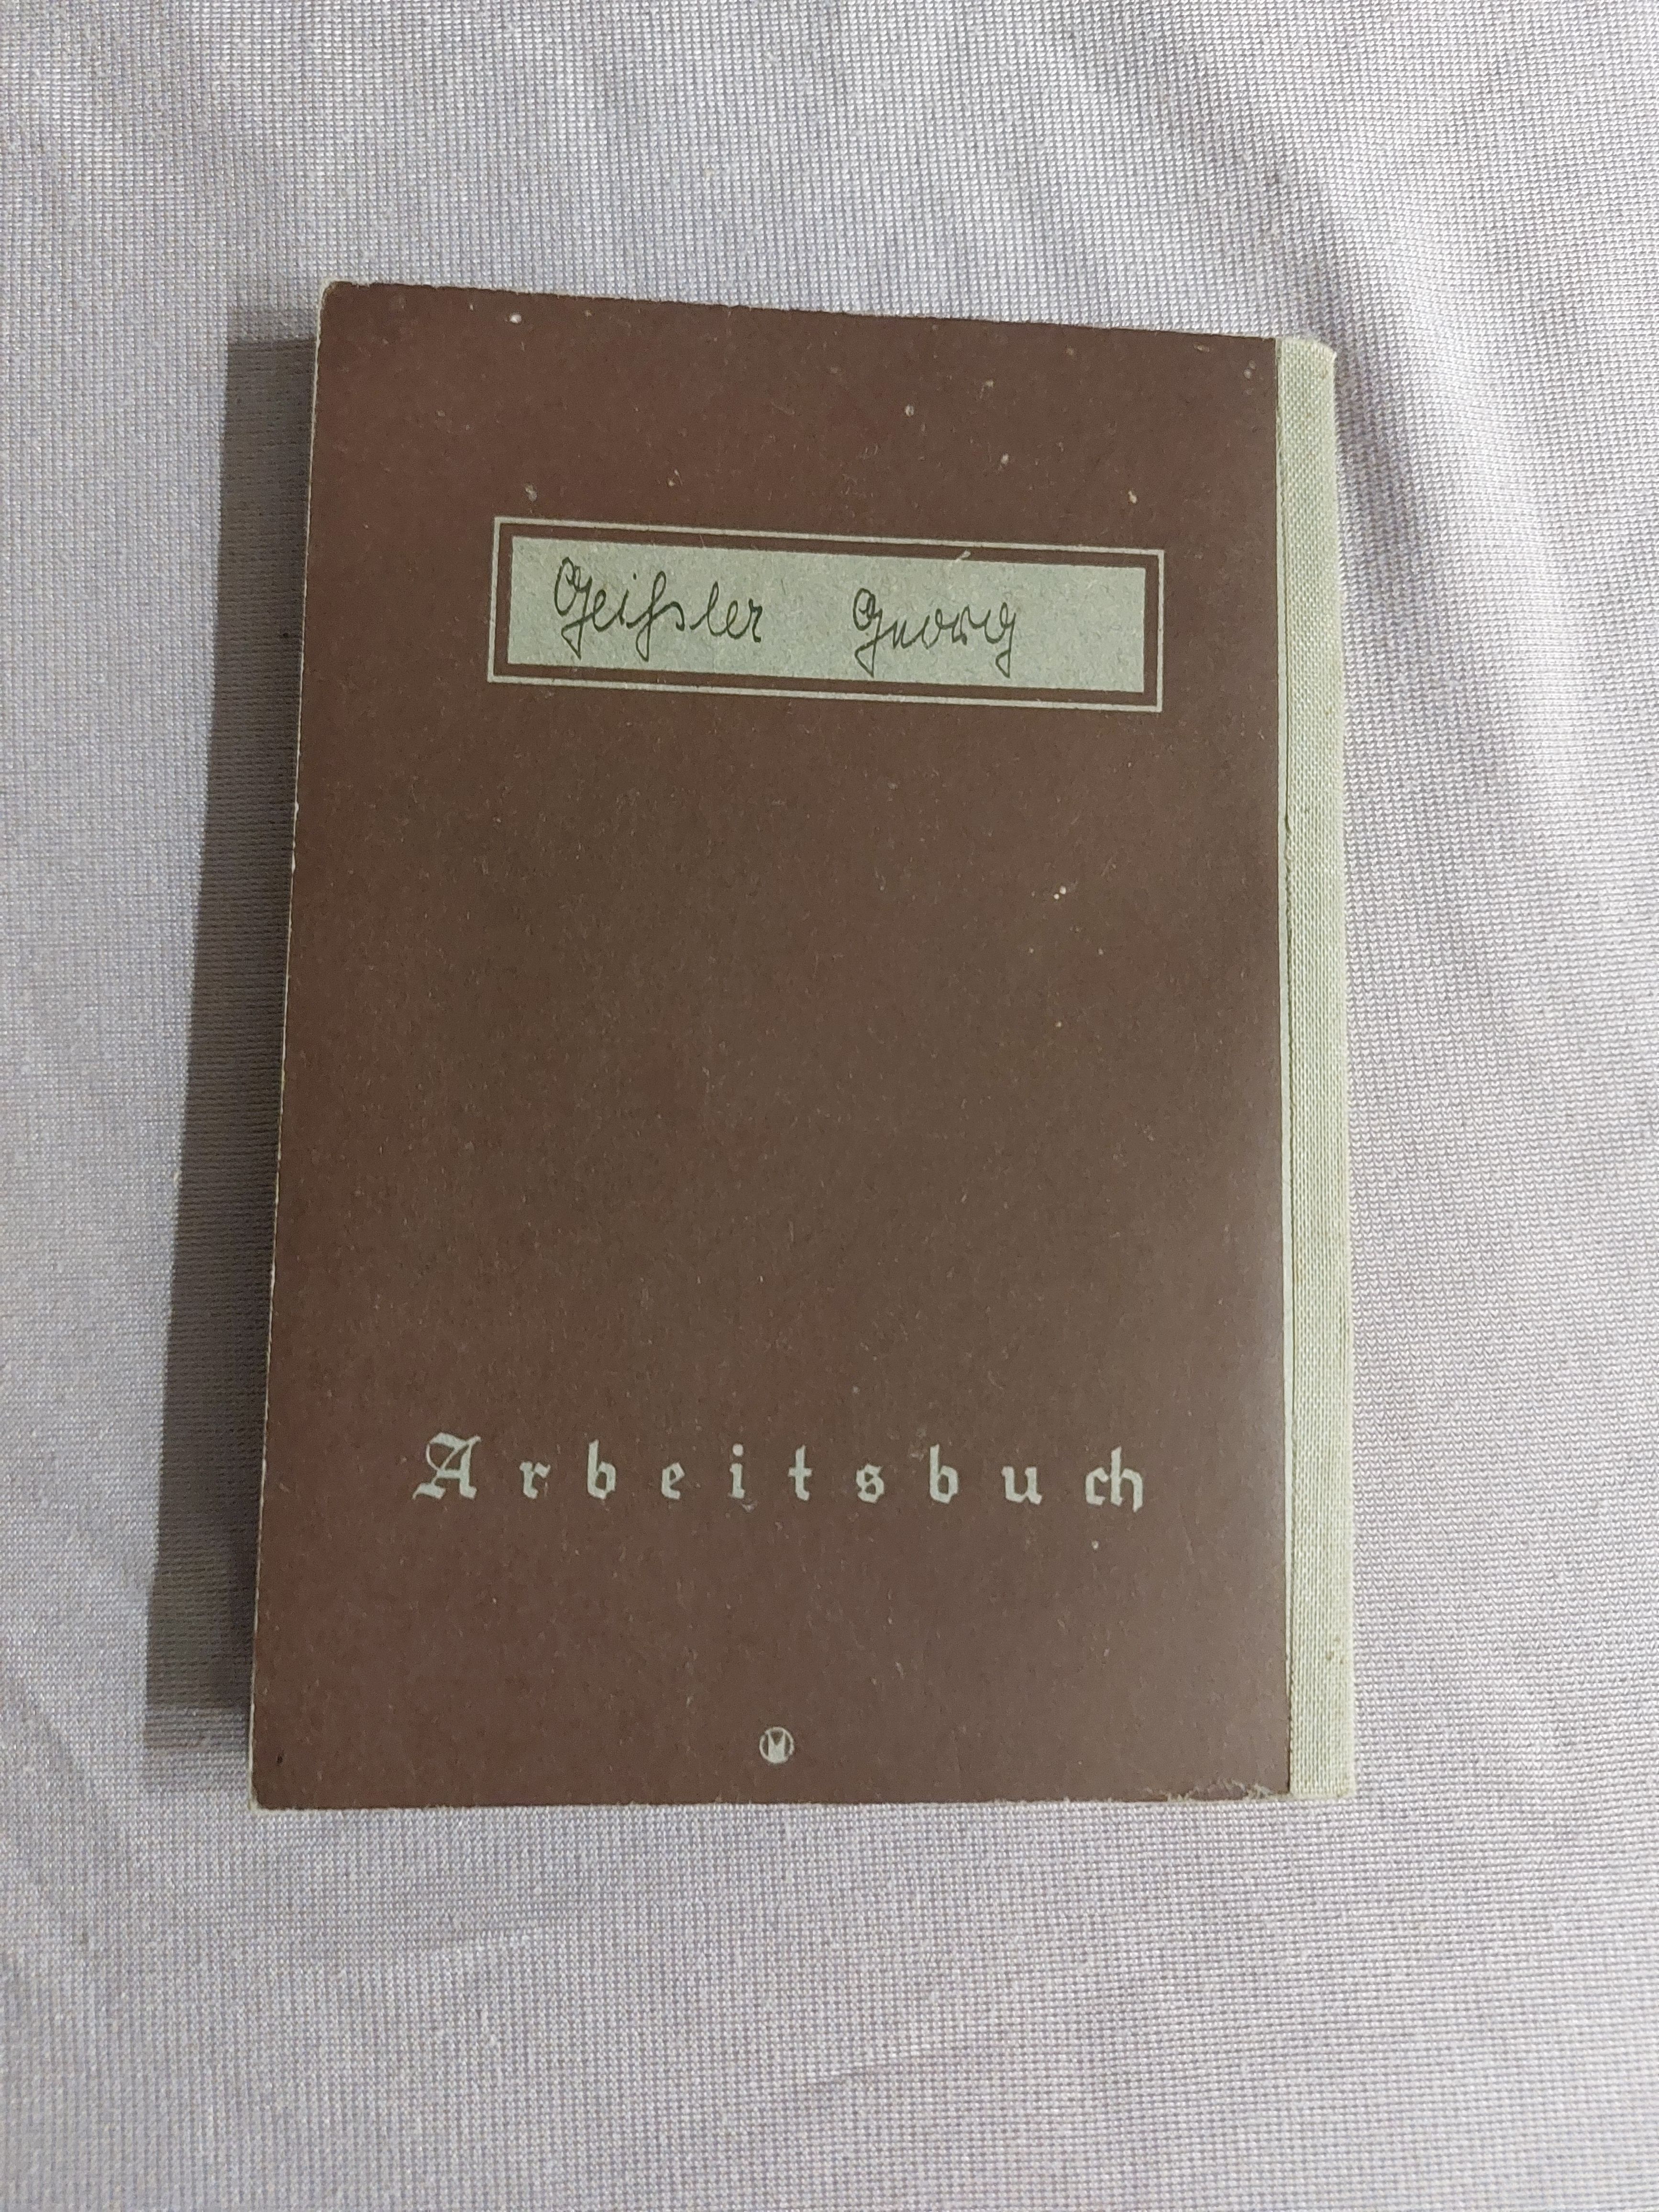 Geißler Georg
Arbeitsbuch